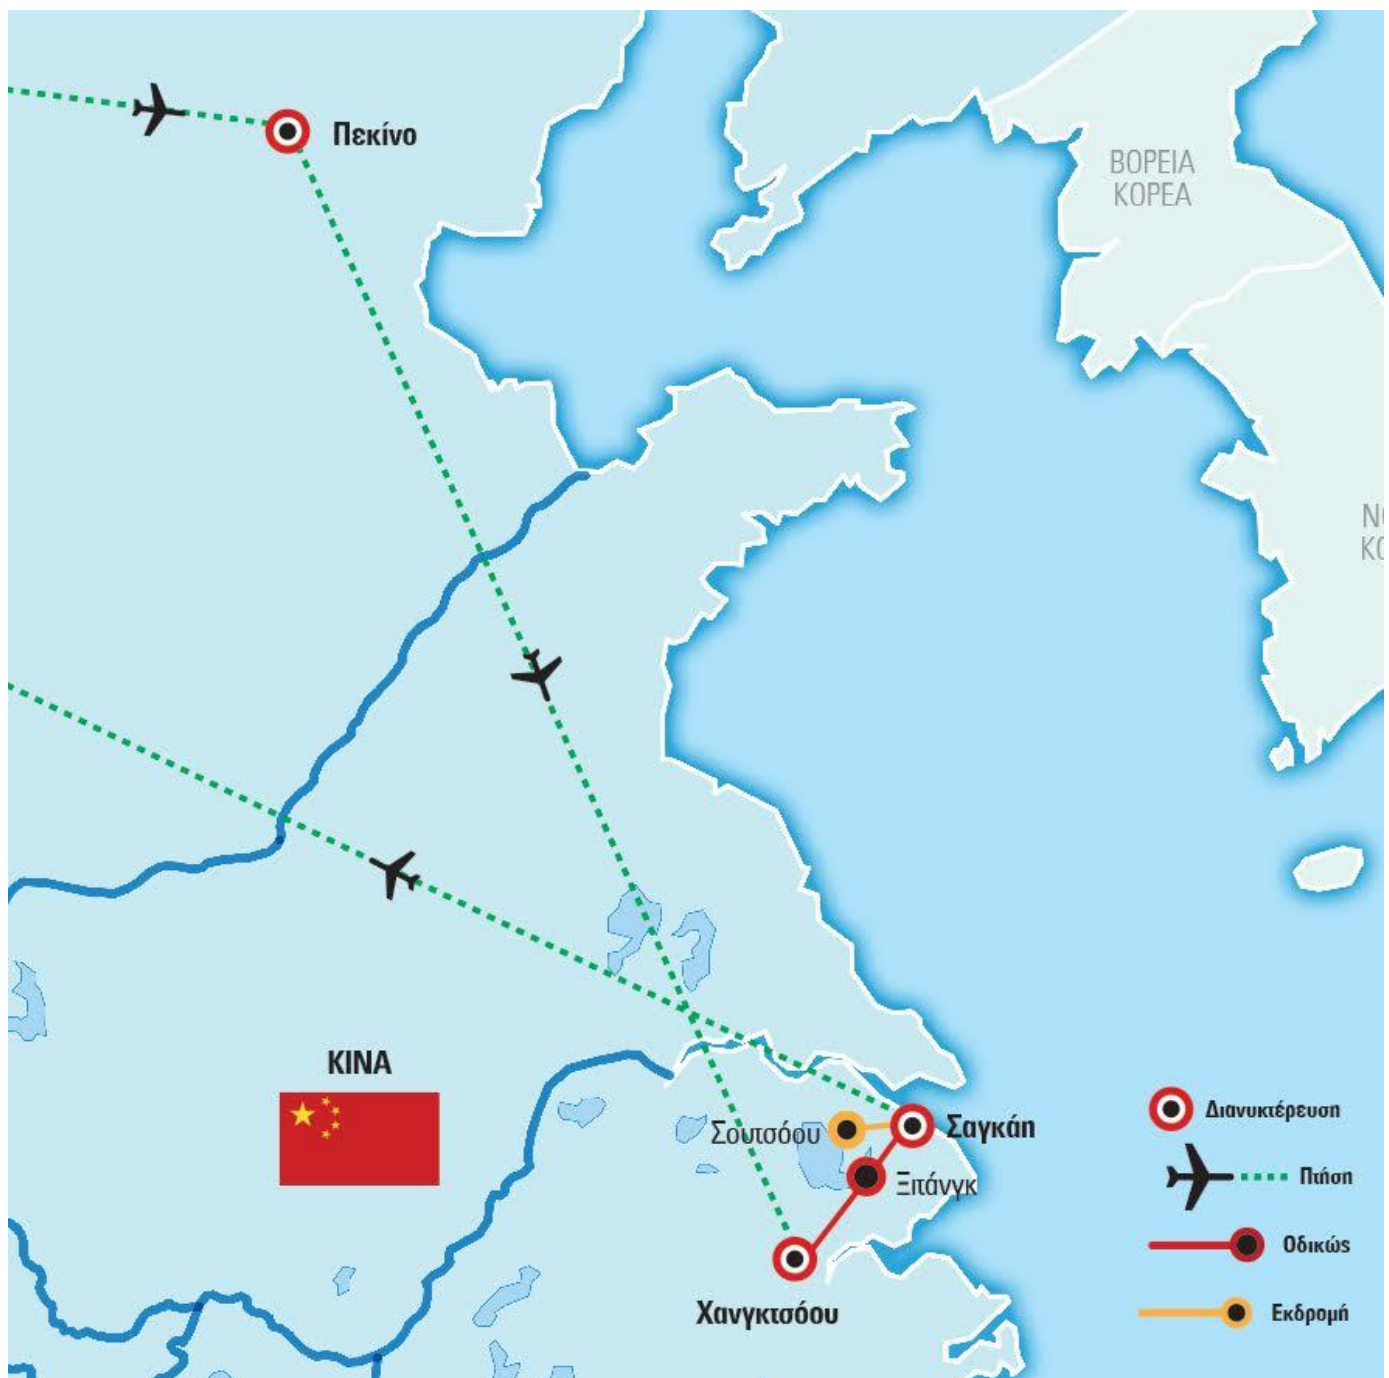 Πεκίνο
ΒΟΡΕΙΑ
ΚΟΡΕΑ
ΚΙΝΑ
Σουτσόου
Σαγκάη
Ξιτάνγκ
Χανγκτσόου
Διανυκτέρευση
Πτήση
Οδικώς
Εκδρομή